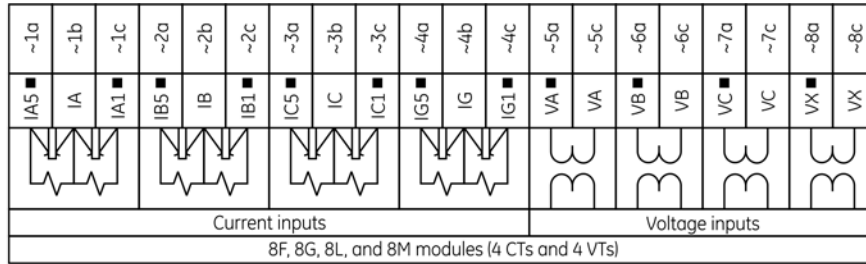 ~1a ~1b ~1c ~2a ~2b ~2c ~3a ~3b ~3c ~4a ~4b ~4c ~5a ~5c ~6a ~6c ~7a ~7c ~8a ~8c
IA5 IA IA1 IB5 IB IB1 IC5 IC IC1 IG5 IG IG1 VA VA VB VB VC VC VX VX
Current inputs Voltage inputs
8F, 8G, 8L, and 8M modules (4 CTs and 4 VTs)